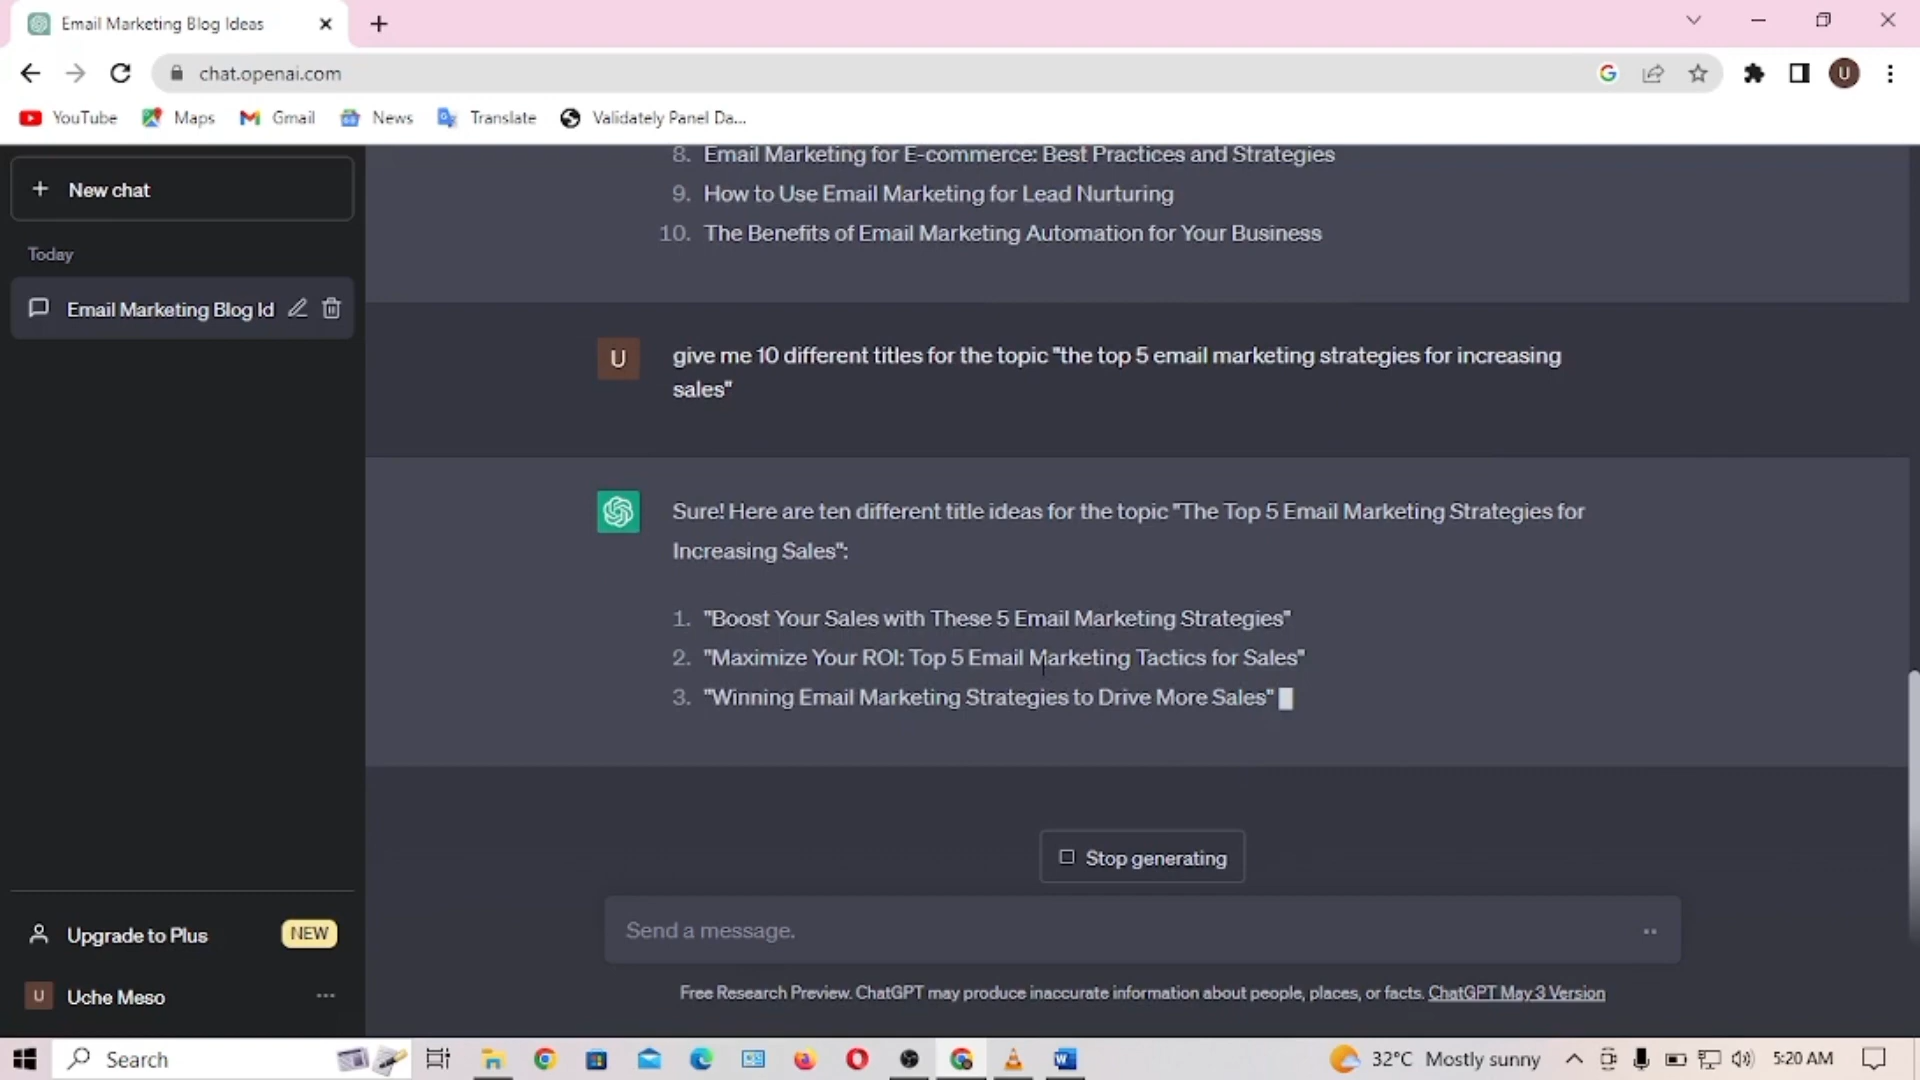 Email Marketing Blog Ideas
chat.openai.com
YouTube Maps Gmail News Translate Validately Panel Da...
New chat
Today
Email Marketing Blog Id
8. Email Marketing for E-commerce: Best Practices and Strategies
9. How to Use Email Marketing for Lead Nurturing
10. The Benefits of Email Marketing Automation for Your Business
U
give me 10 different titles for the topic "the top 5 email marketing strategies for increasing
sales"
Sure! Here are ten different title ideas for the topic "The Top 5 Email Marketing Strategies for
Increasing Sales":
1. "Boost Your Sales with These 5 Email Marketing Strategies"
2. "Maximize Your ROI: Top 5 Email Marketing Tactics for Sales"
3. "Winning Email Marketing Strategies to Drive More Sales"
Stop generating
Send a message.
Free Research Preview. ChatGPT may produce inaccurate information about people, places, or facts. ChatGPT May 3 Version
Upgrade to Plus NEW
U Uche Meso
Search
32°C Mostly sunny
5:20 AM